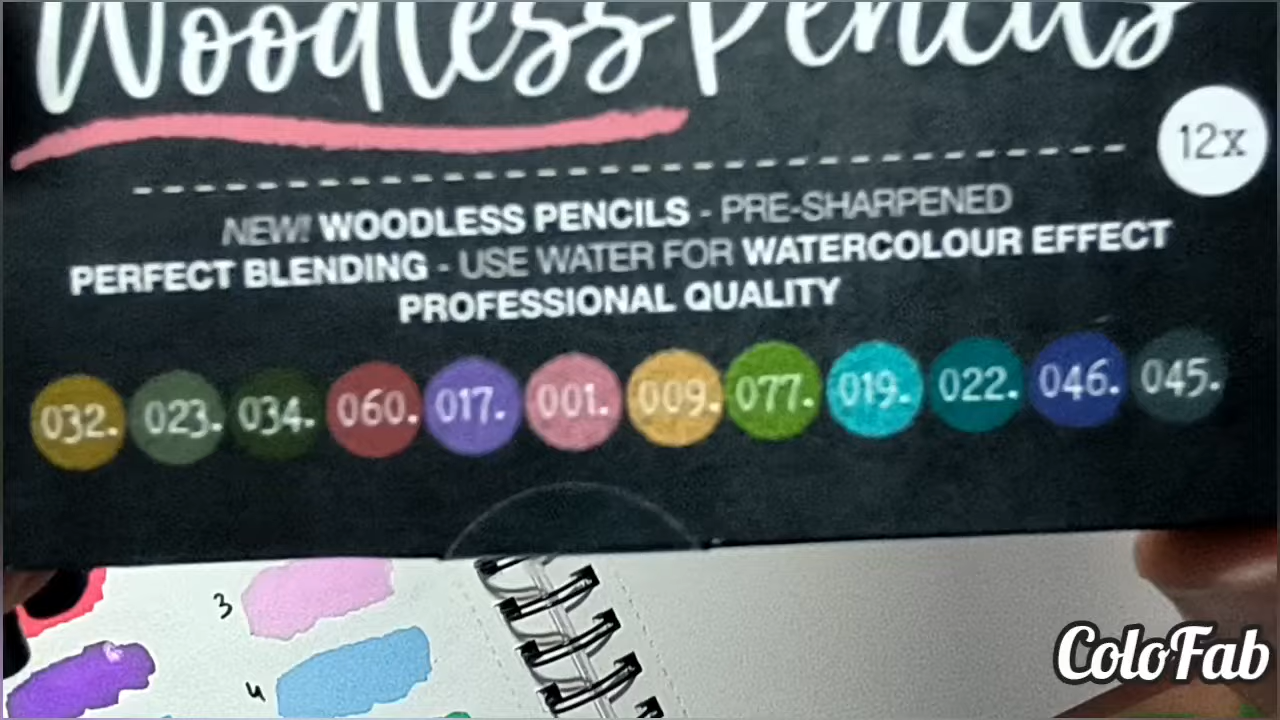 Woodless Pencils
12x
NEW! WOODLESS PENCILS - PRE-SHARPENED
PERFECT BLENDING - USE WATER FOR WATERCOLOUR EFFECT
PROFESSIONAL QUALITY
032. 023. 034. 060. 017. 001. 009. 077. 019. 022. 046. 045.
3
4
ColoFab